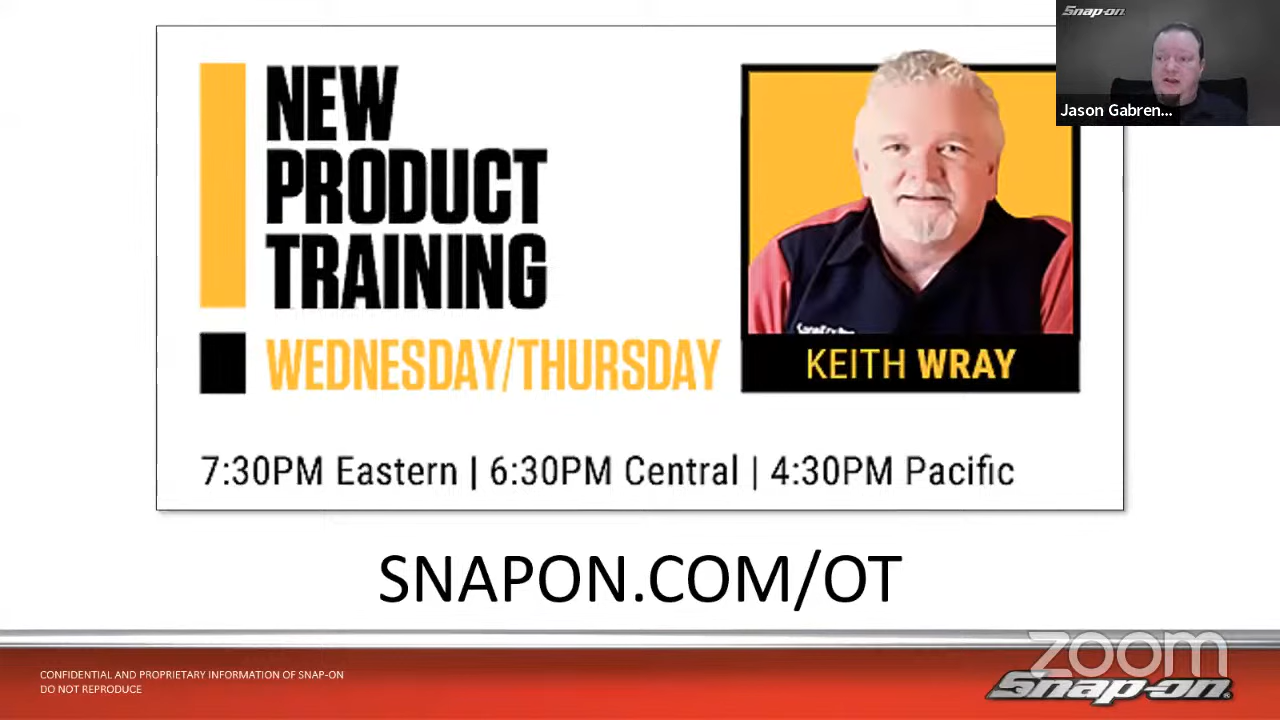 Snap-on
Jason Gabren...
NEW
PRODUCT
TRAINING
WEDNESDAY/THURSDAY
KEITH WRAY
7:30PM Eastern | 6:30PM Central | 4:30PM Pacific
SNAPON.COM/OT
CONFIDENTIAL AND PROPRIETARY INFORMATION OF SNAP-ON
DO NOT REPRODUCE
zoom
Snap-on